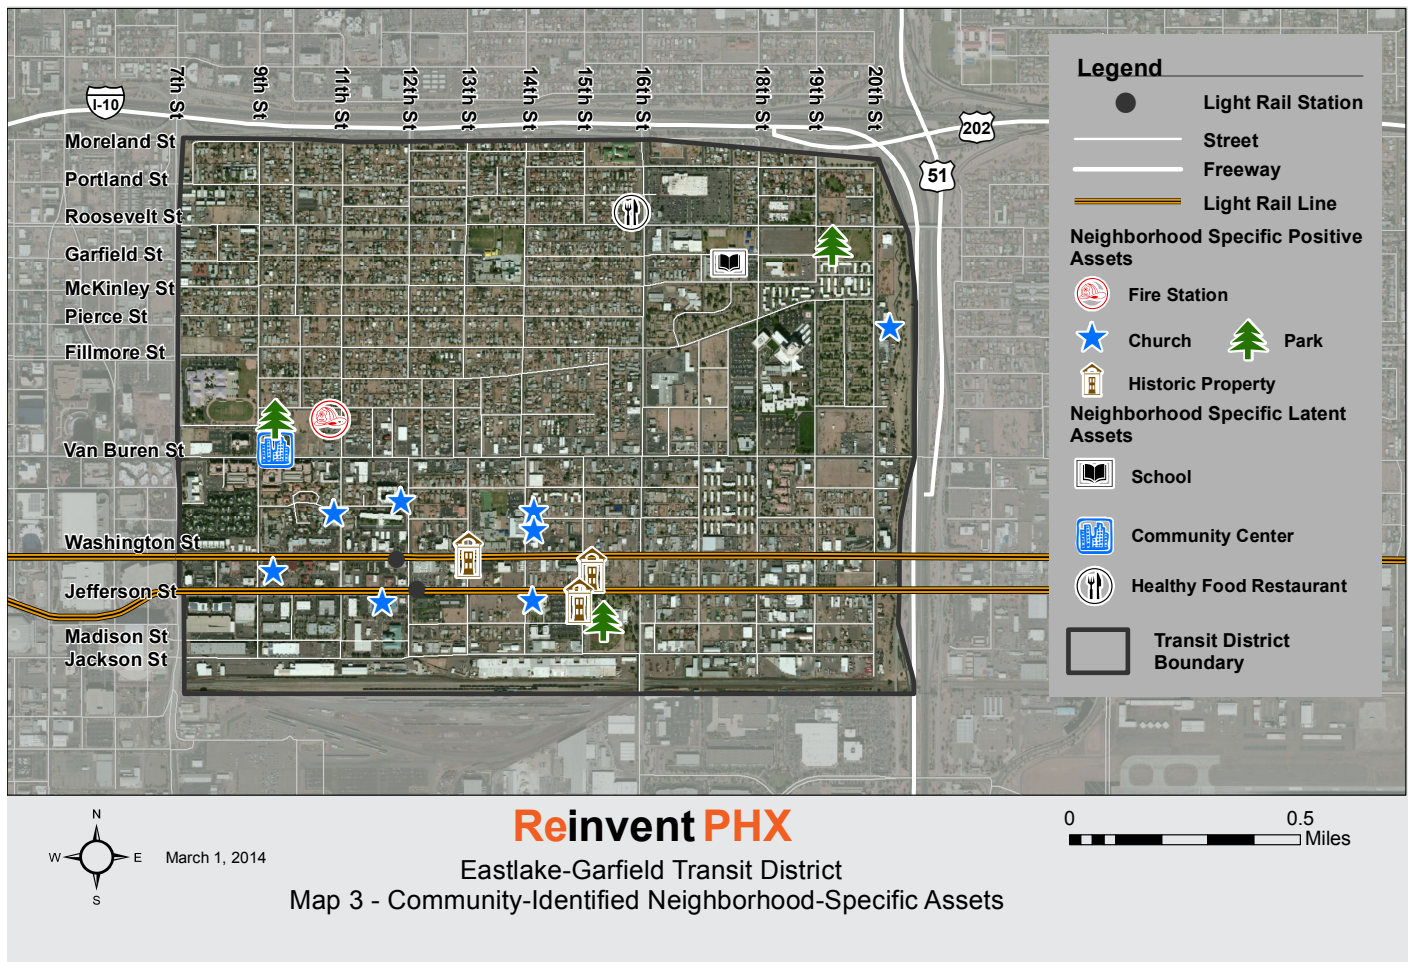 7th St
9th St
11th St
12th St
13th St
14th St
15th St
16th St
18th St
19th St
20th St
I-10
202
51
Moreland St
Portland St
Roosevelt St
Garfield St
McKinley St
Pierce St
Fillmore St
Van Buren St
Washington St
Jefferson St
Madison St
Jackson St
Legend
Light Rail Station
Street
Freeway
Light Rail Line
Neighborhood Specific Positive
Assets
Fire Station
Church
Park
Historic Property
Neighborhood Specific Latent
Assets
School
Community Center
Healthy Food Restaurant
Transit District
Boundary
N
W
E
S
March 1, 2014
Reinvent PHX
Eastlake-Garfield Transit District
Map 3 - Community-Identified Neighborhood-Specific Assets
0
0.5
Miles